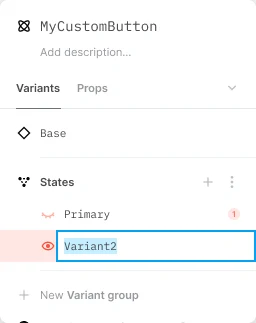 MyCustomButton
Add description...
Variants Props
Base
States
Primary 1
Variant2
New Variant group